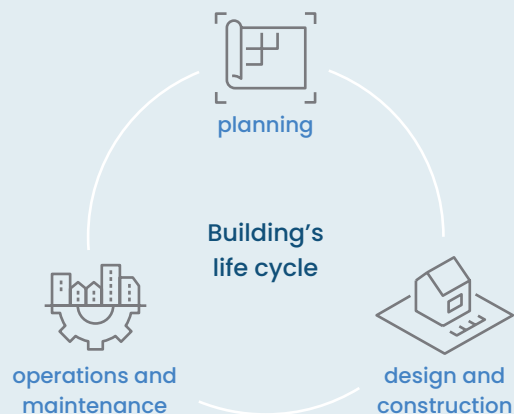 planning
Building’s
life cycle
operations and
maintenance
design and
construction